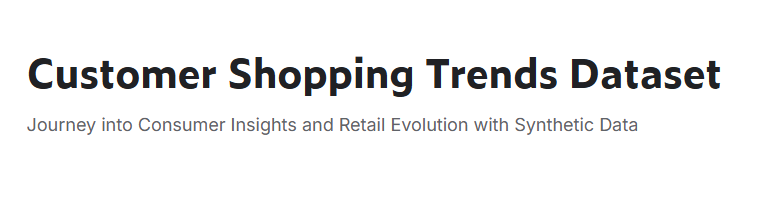 Customer Shopping Trends Dataset
Journey into Consumer Insights and Retail Evolution with Synthetic Data